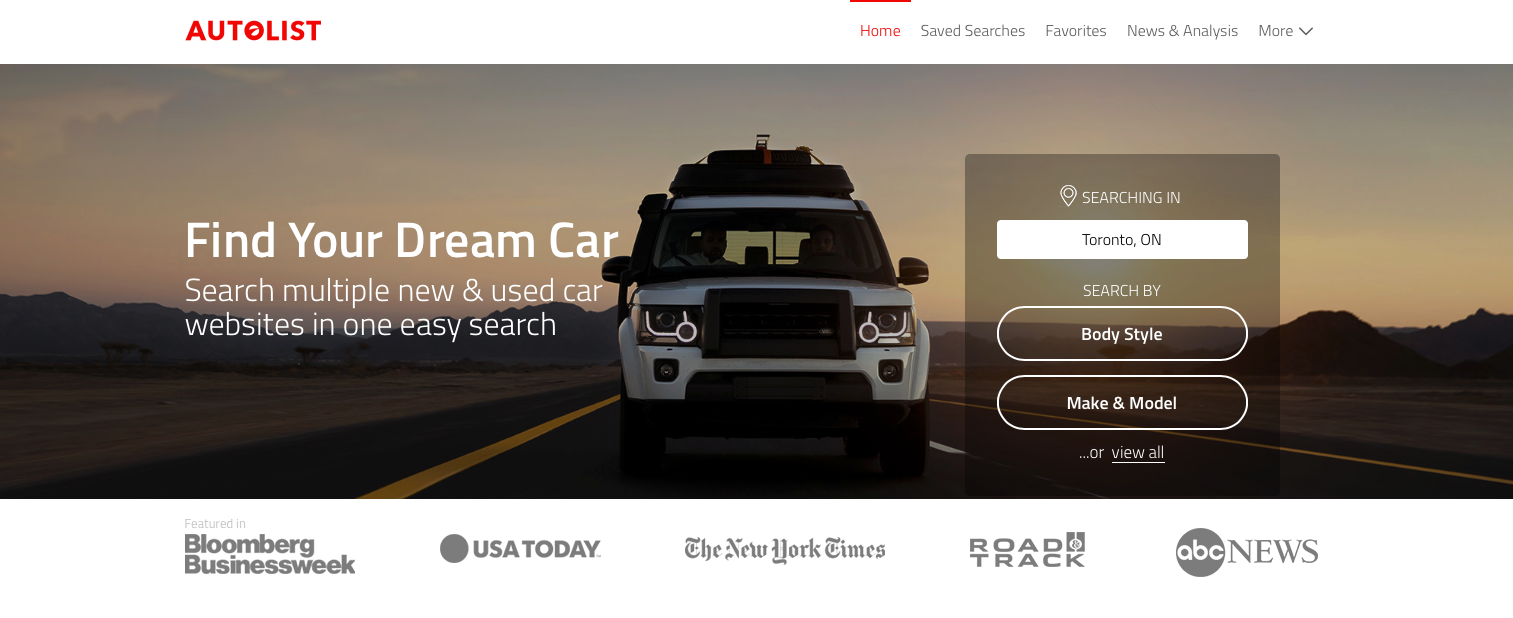 AUTOLIST
Home Saved Searches Favorites News & Analysis More
Find Your Dream Car
Search multiple new & used car
websites in one easy search
SEARCHING IN
Toronto, ON
SEARCH BY
Body Style
Make & Model
...or view all
Featured in
Bloomberg
Businessweek
USA TODAY
The New York Times
ROAD &
TRACK
abc NEWS